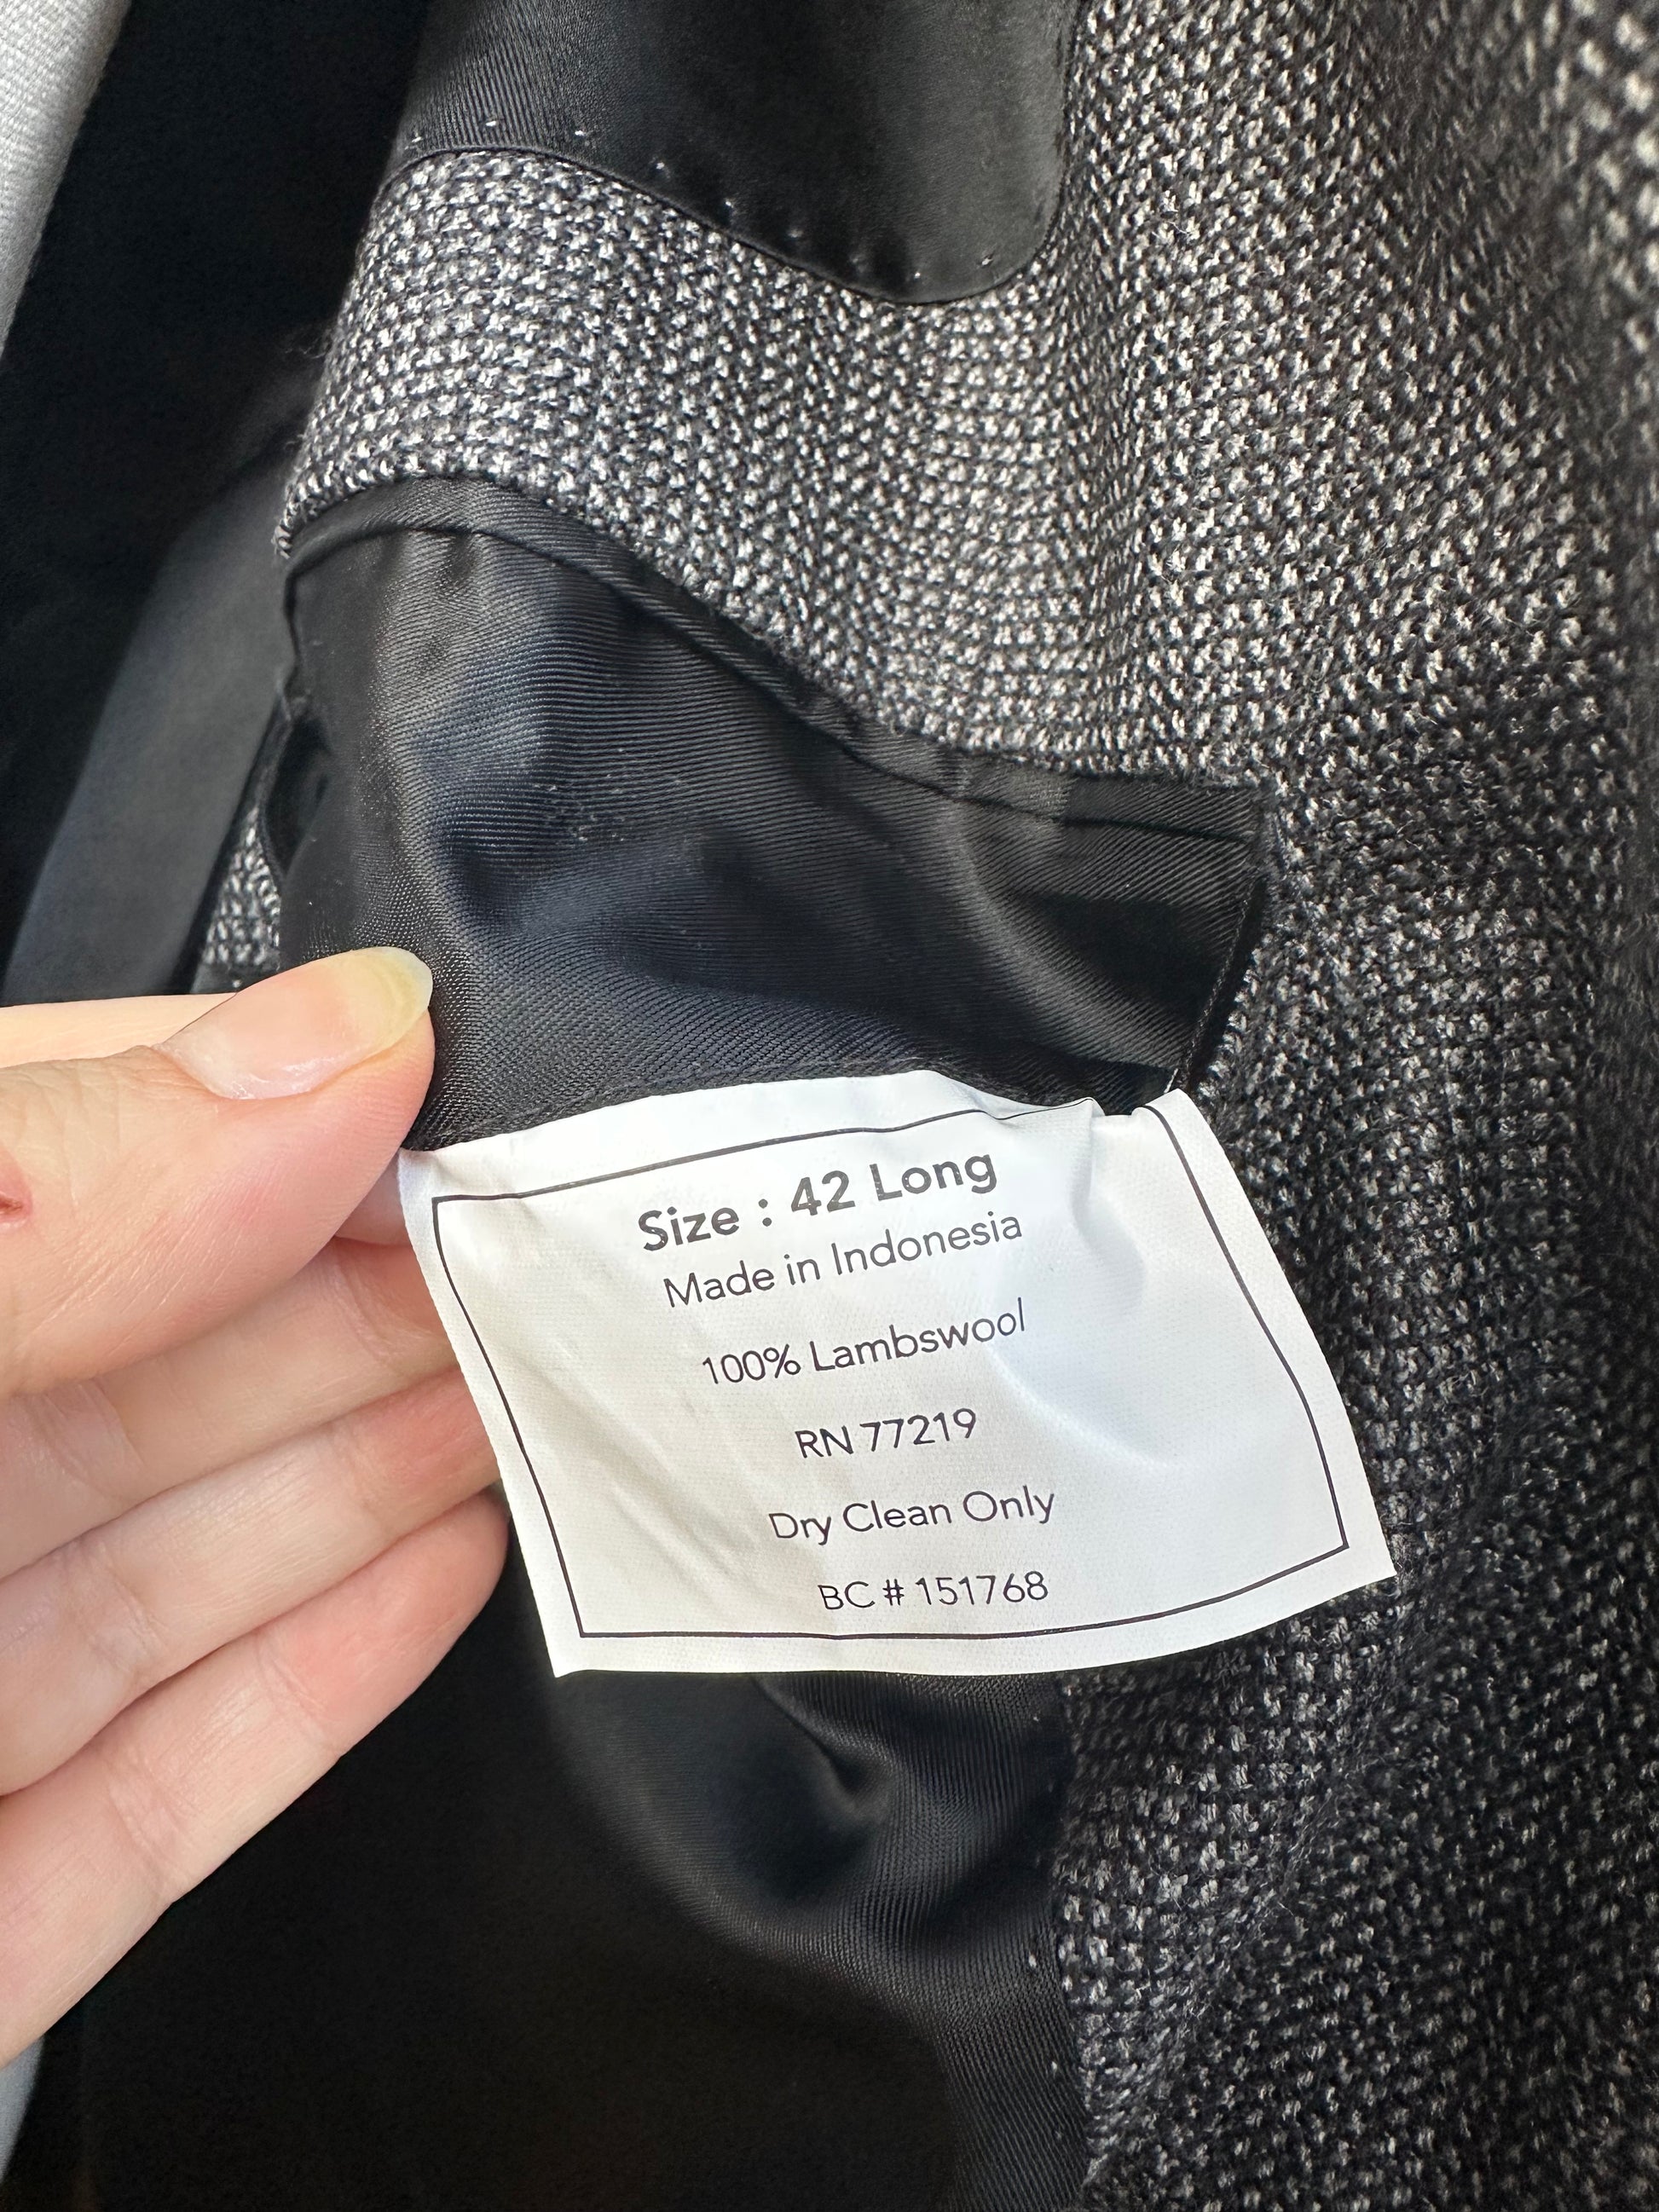 Size : 42 Long
Made in Indonesia
100% Lambswool
RN 77219
Dry Clean Only
BC # 151768